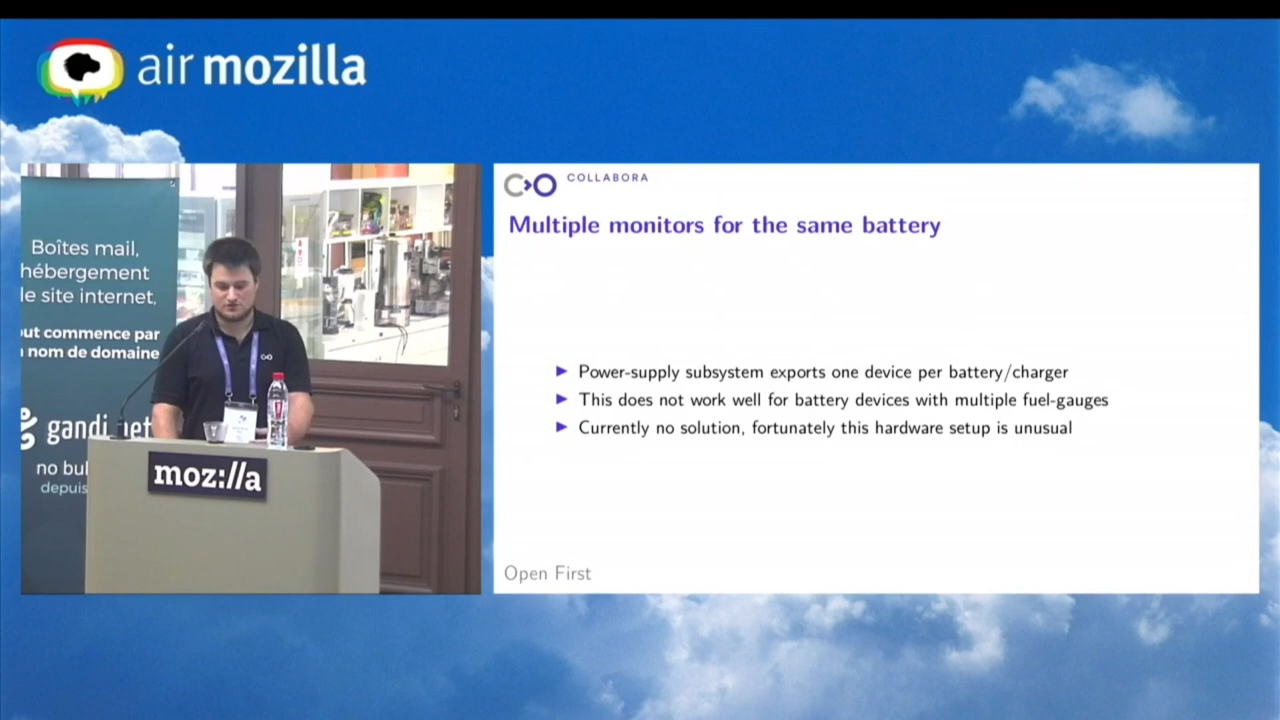 air mozilla
Boîtes mail,
hébergement
le site internet,
ut commence par
nom de domaine
gandi.net
no bul
depuis
moz://a
COLLABORA
Multiple monitors for the same battery
Power-supply subsystem exports one device per battery/charger
This does not work well for battery devices with multiple fuel-gauges
Currently no solution, fortunately this hardware setup is unusual
Open First